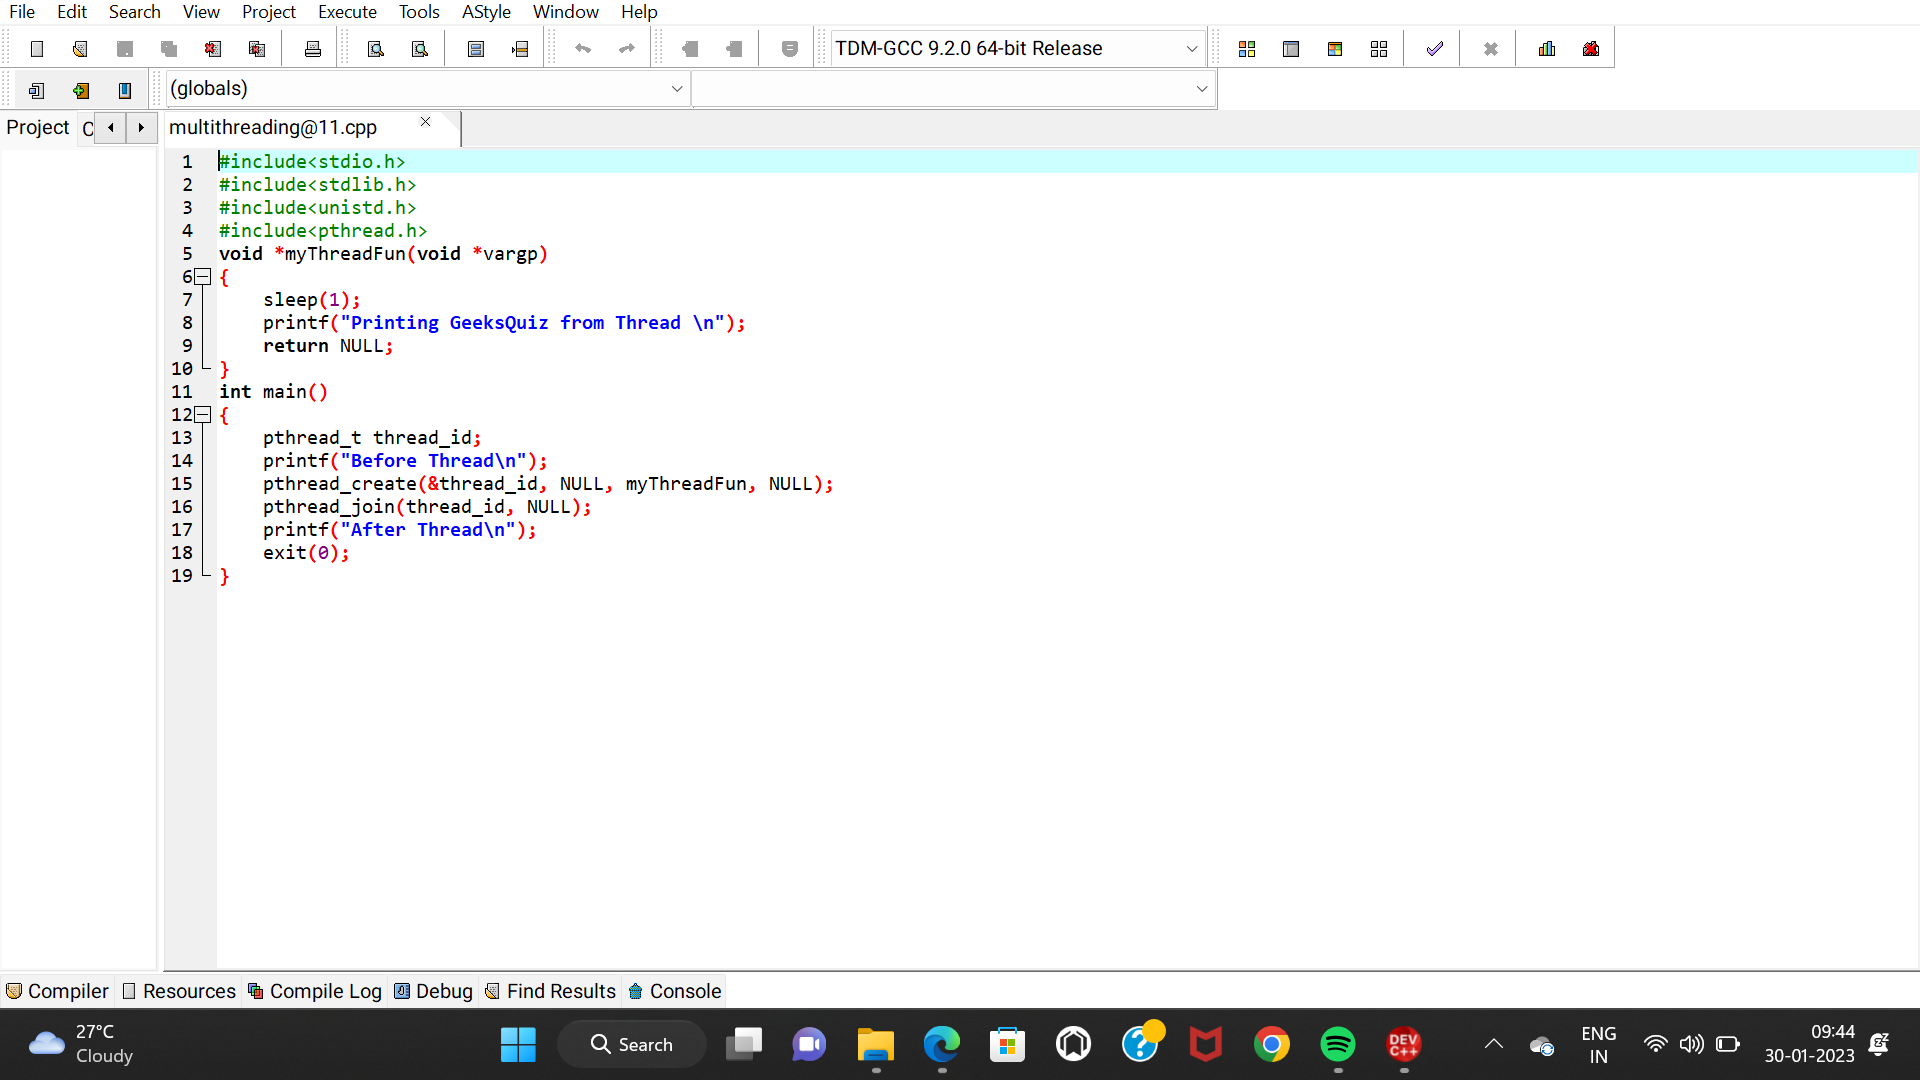 File Edit Search View Project Execute Tools AStyle Window Help
TDM-GCC 9.2.0 64-bit Release
(globals)
Project C multithreading@11.cpp
1 #include<stdio.h>
2 #include<stdlib.h>
3 #include<unistd.h>
4 #include<pthread.h>
5 void *myThreadFun(void *vargp)
6 {
7 sleep(1);
8 printf("Printing GeeksQuiz from Thread \n");
9 return NULL;
10 }
11 int main()
12 {
13 pthread_t thread_id;
14 printf("Before Thread\n");
15 pthread_create(&thread_id, NULL, myThreadFun, NULL);
16 pthread_join(thread_id, NULL);
17 printf("After Thread\n");
18 exit(0);
19 }
Compiler Resources Compile Log Debug Find Results Console
27°C
Cloudy
Search
DEV
C++
ENG
IN
09:44
30-01-2023